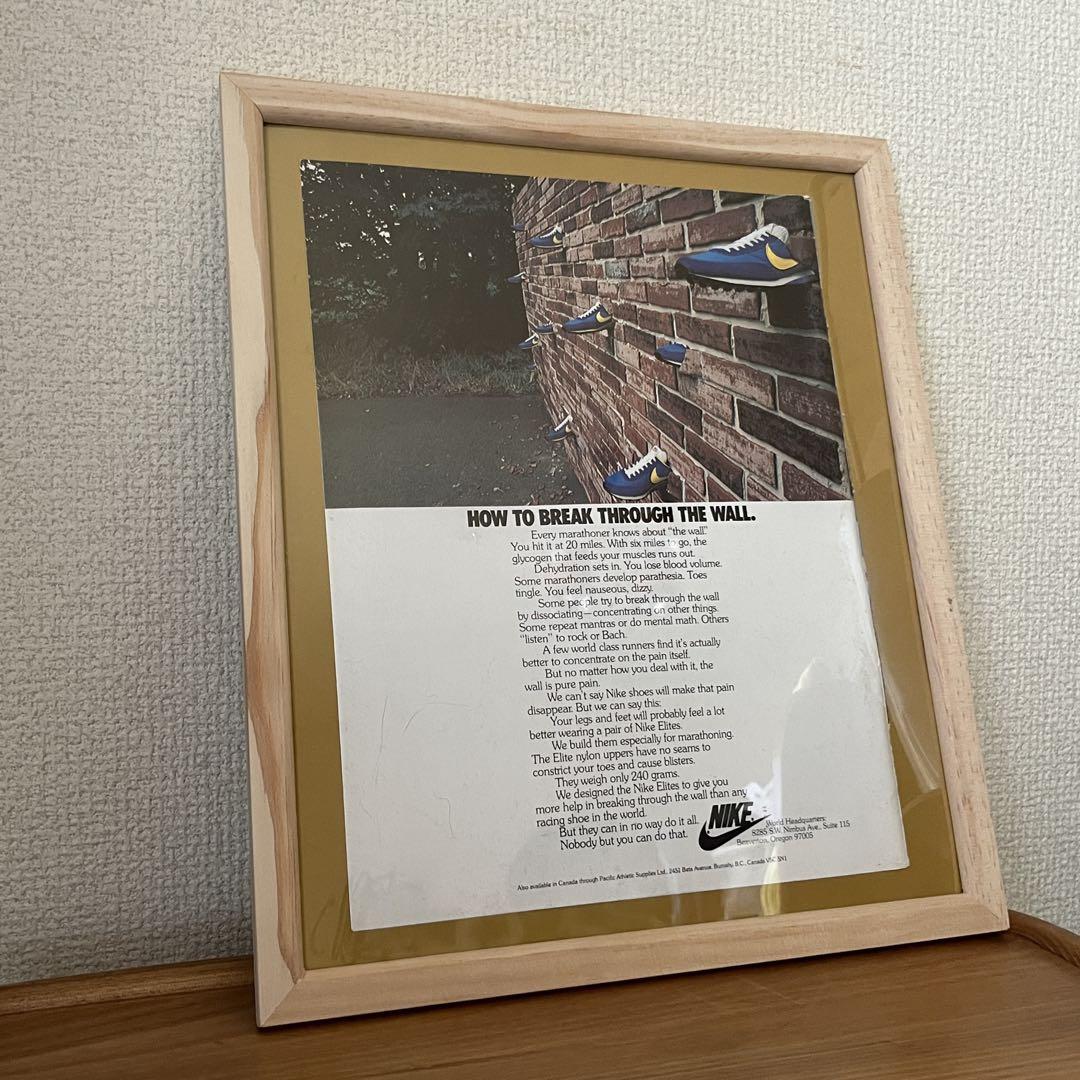 HOW TO BREAK THROUGH THE WALL.
Every marathoner knows about "the wall."
You hit it at 20 miles. With six miles to go, the
glycogen that feeds your muscles runs out.
Dehydration sets in. You lose blood volume.
Some marathoners develop parathesia. Toes
tingle. You feel nauseous, dizzy.
Some people try to break through the wall
by dissociating—concentrating on other things.
Some repeat mantras or do mental math. Others
"listen" to rock or Bach.
A few world class runners find it's actually
better to concentrate on the pain itself.
But no matter how you deal with it, the
wall is pure pain.
We can't say Nike shoes will make that pain
disappear. But we can say this:
Your legs and feet will probably feel a lot
better wearing a pair of Nike Elites.
We build them especially for marathoning.
The Elite nylon uppers have no seams to
constrict your toes and cause blisters.
They weigh only 240 grams.
We designed the Nike Elites to give you
more help in breaking through the wall than any
racing shoe in the world.
But they can in no way do it all.
Nobody but you can do that.
NIKE
World Headquarters:
8285 S.W. Nimbus Ave., Suite 115
Beaverton, Oregon 97005
Also available in Canada through Pacific Athletic Supplies Ltd., 2451 Beta Avenue, Burnaby, B.C., Canada V5C 5N1